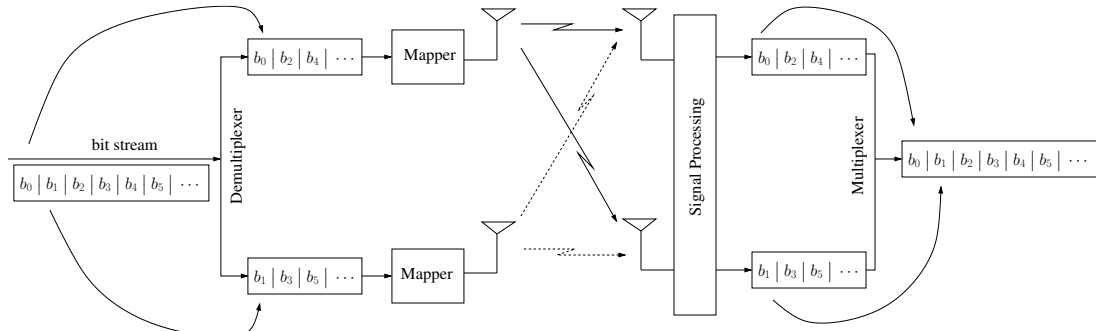 b₀ | b₂ | b₄ | ⋯
Mapper
b₀ | b₂ | b₄ | ⋯
bit stream
b₀ | b₁ | b₂ | b₃ | b₄ | b₅ | ⋯
Demultiplexer
Signal Processing
Multiplexer
b₀ | b₁ | b₂ | b₃ | b₄ | b₅ | ⋯
b₁ | b₃ | b₅ | ⋯
Mapper
b₁ | b₃ | b₅ | ⋯